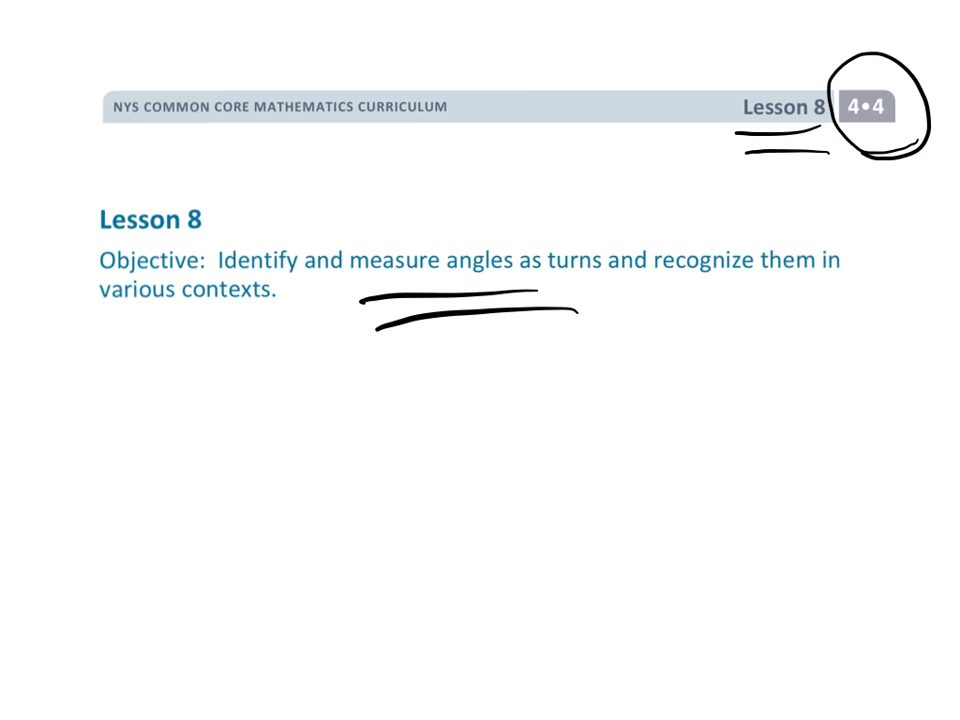 NYS COMMON CORE MATHEMATICS CURRICULUM Lesson 8 4•4
Lesson 8
Objective: Identify and measure angles as turns and recognize them in
various contexts.